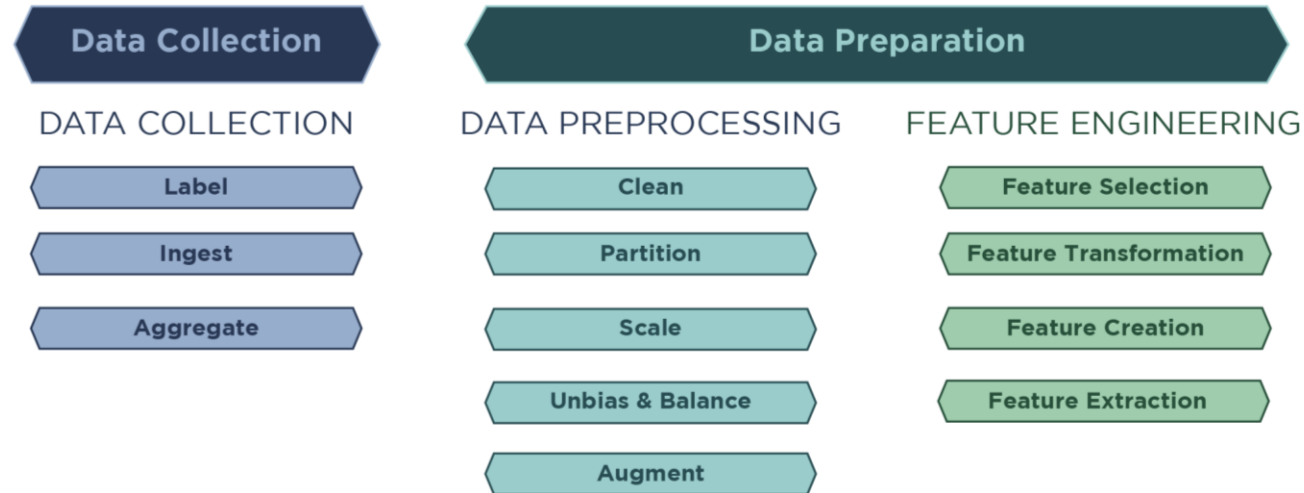 Data Collection
Data Preparation
DATA COLLECTION
Label
Ingest
Aggregate
DATA PREPROCESSING
Clean
Partition
Scale
Unbias & Balance
Augment
FEATURE ENGINEERING
Feature Selection
Feature Transformation
Feature Creation
Feature Extraction